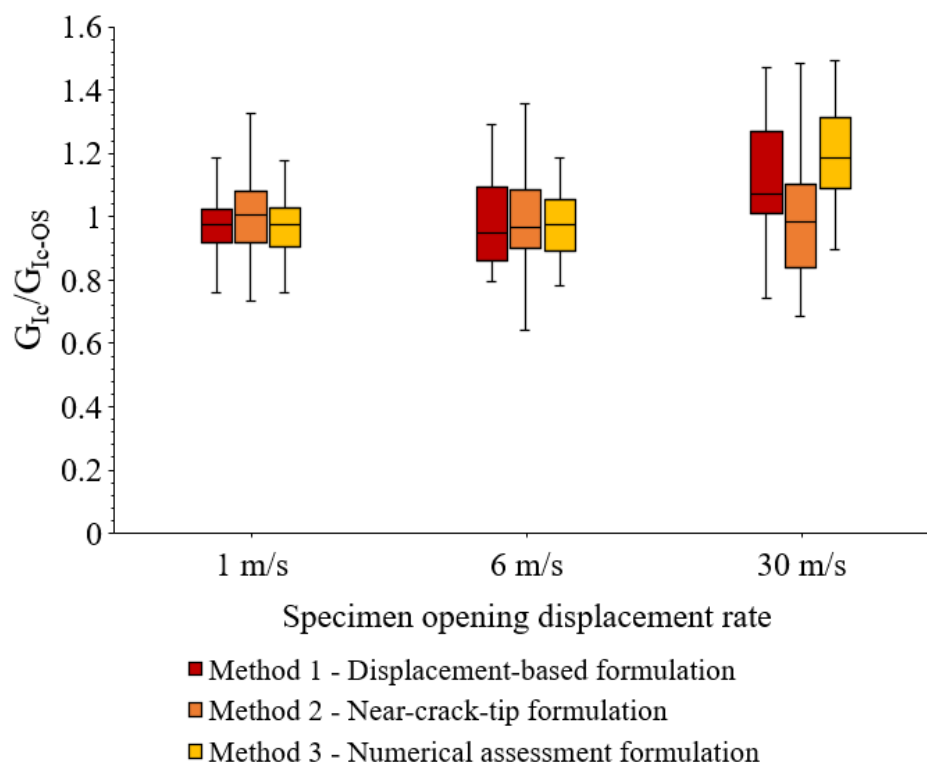 1.6
1.4
1.2
1
0.8
0.6
0.4
0.2
0
G_Ic/G_Ic-OS
1 m/s 6 m/s 30 m/s
Specimen opening displacement rate
Method 1 - Displacement-based formulation
Method 2 - Near-crack-tip formulation
Method 3 - Numerical assessment formulation